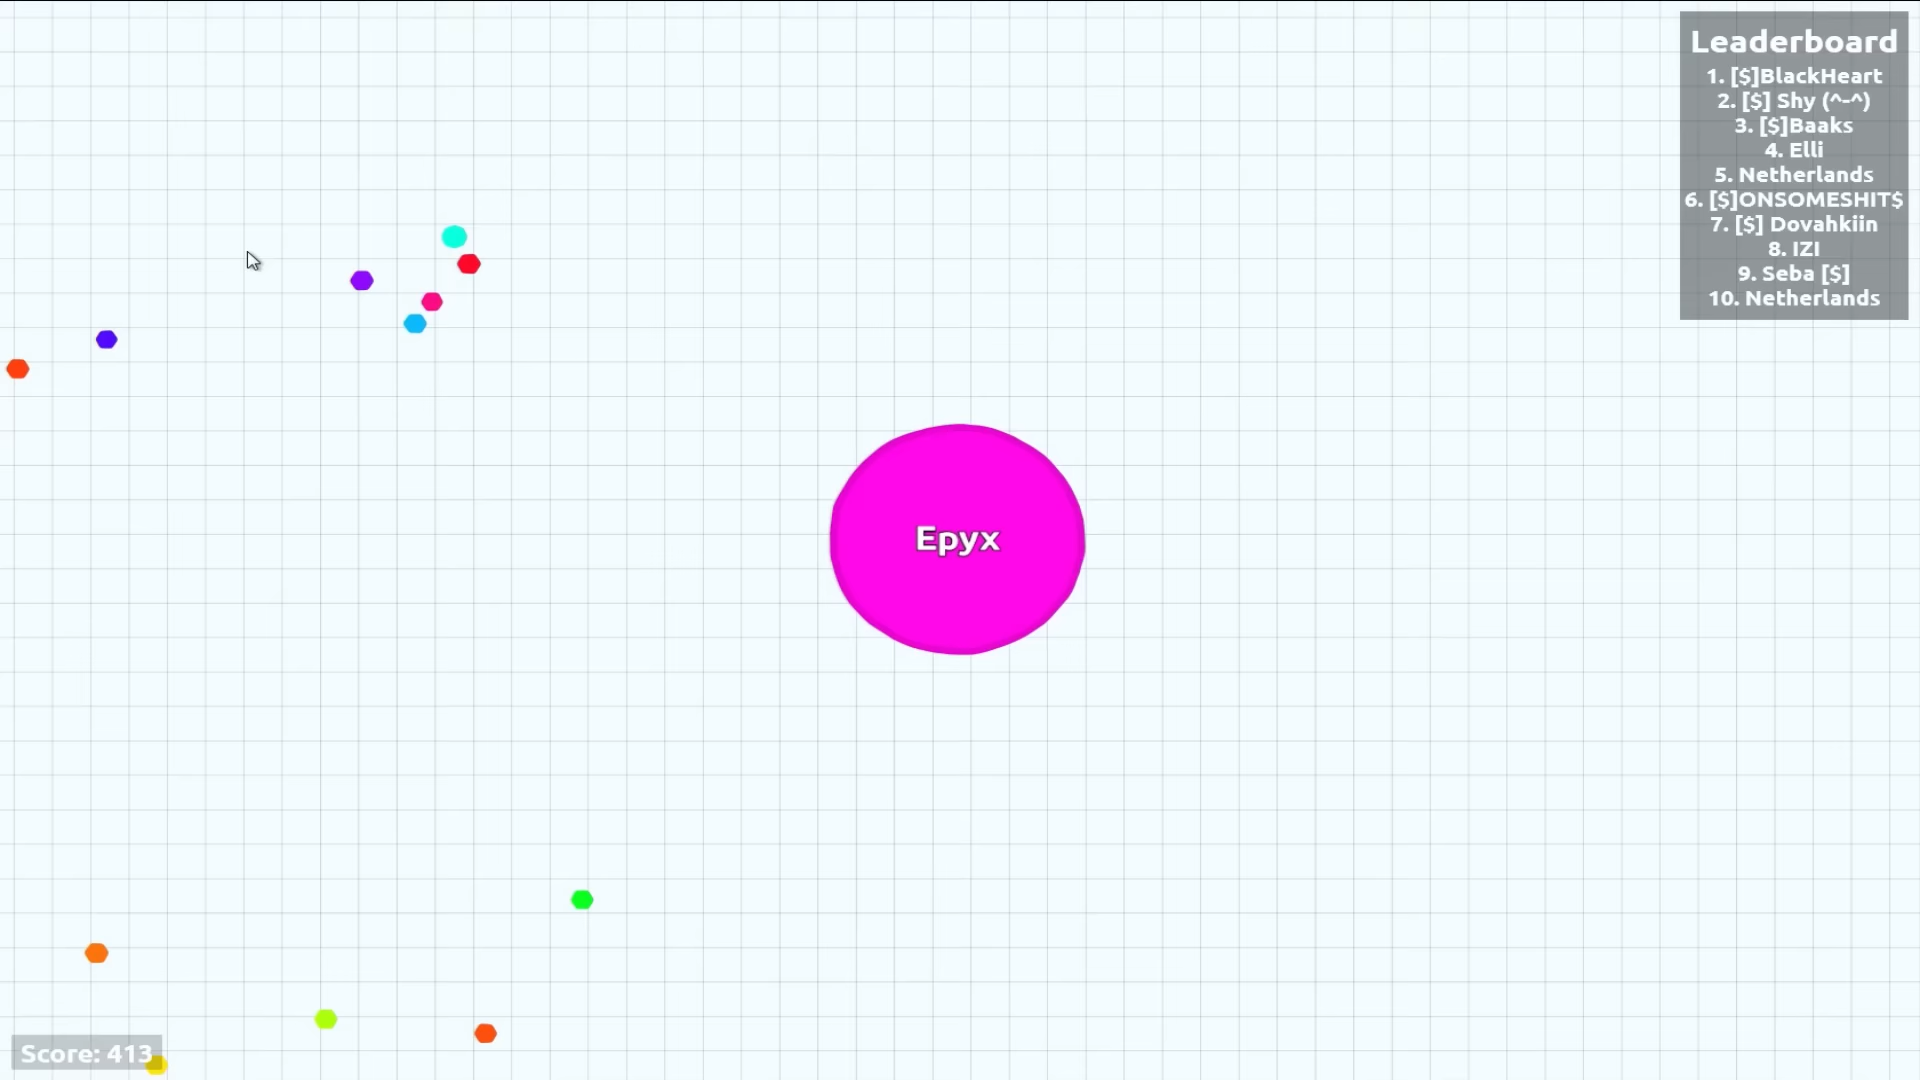 Leaderboard
1. [$]BlackHeart
2. [$] Shy (^-^)
3. [$]Baaks
4. Elli
5. Netherlands
6. [$]ONSOMESHIT$
7. [$] Dovahkiin
8. IZI
9. Seba [$]
10. Netherlands
Epyx
Score: 413